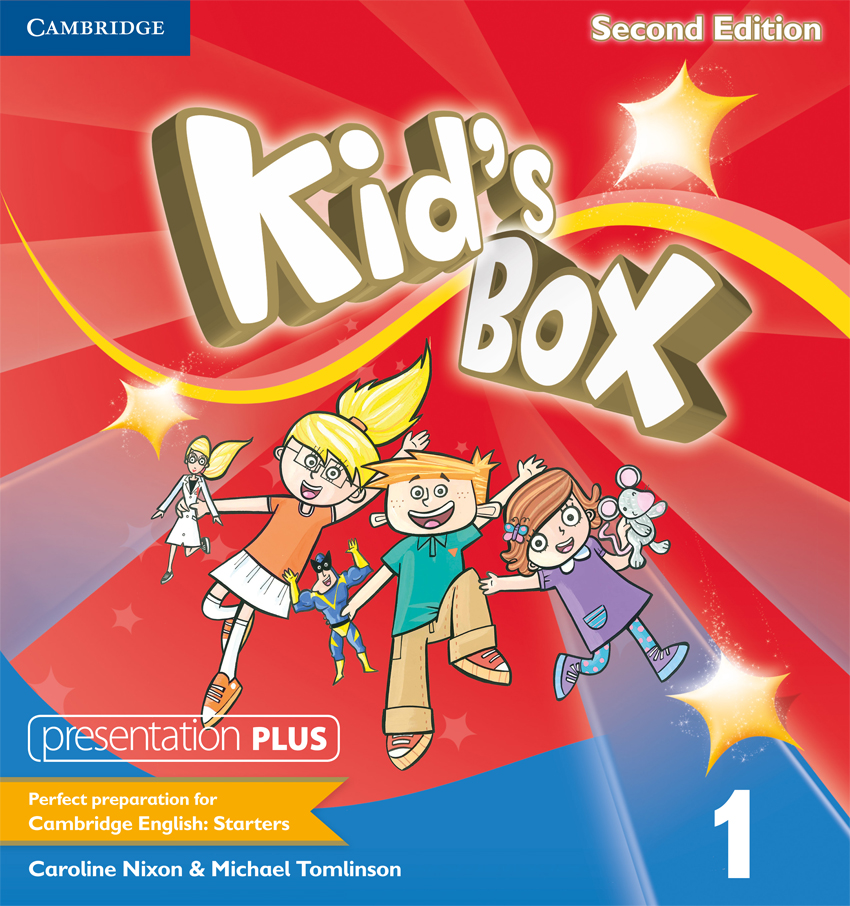 CAMBRIDGE
Second Edition
Kid's
Box
presentation PLUS
Perfect preparation for
Cambridge English: Starters
Caroline Nixon & Michael Tomlinson
1